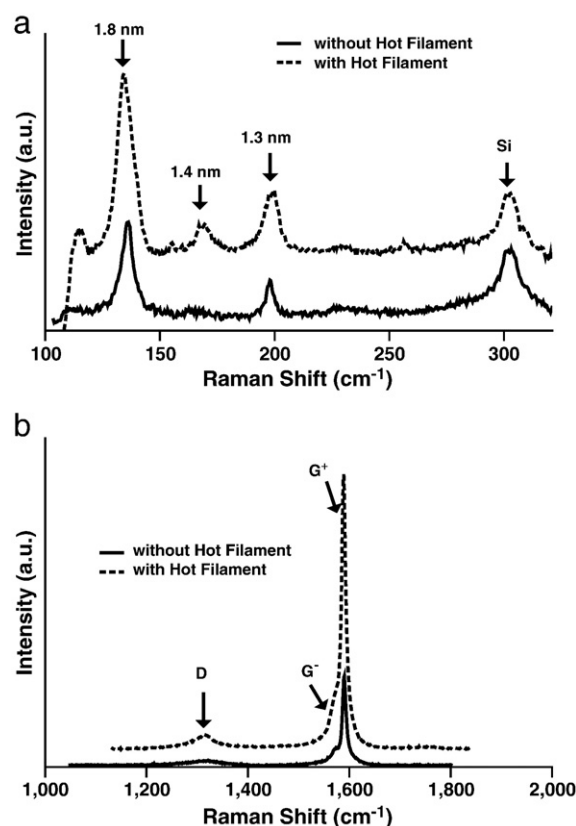 a
1.8 nm
without Hot Filament
with Hot Filament
1.3 nm
1.4 nm
Si
Intensity (a.u.)
100 150 200 250 300
Raman Shift (cm⁻¹)
b
G⁺
without Hot Filament
with Hot Filament
D
G⁻
Intensity (a.u.)
1,000 1,200 1,400 1,600 1,800 2,000
Raman Shift (cm⁻¹)